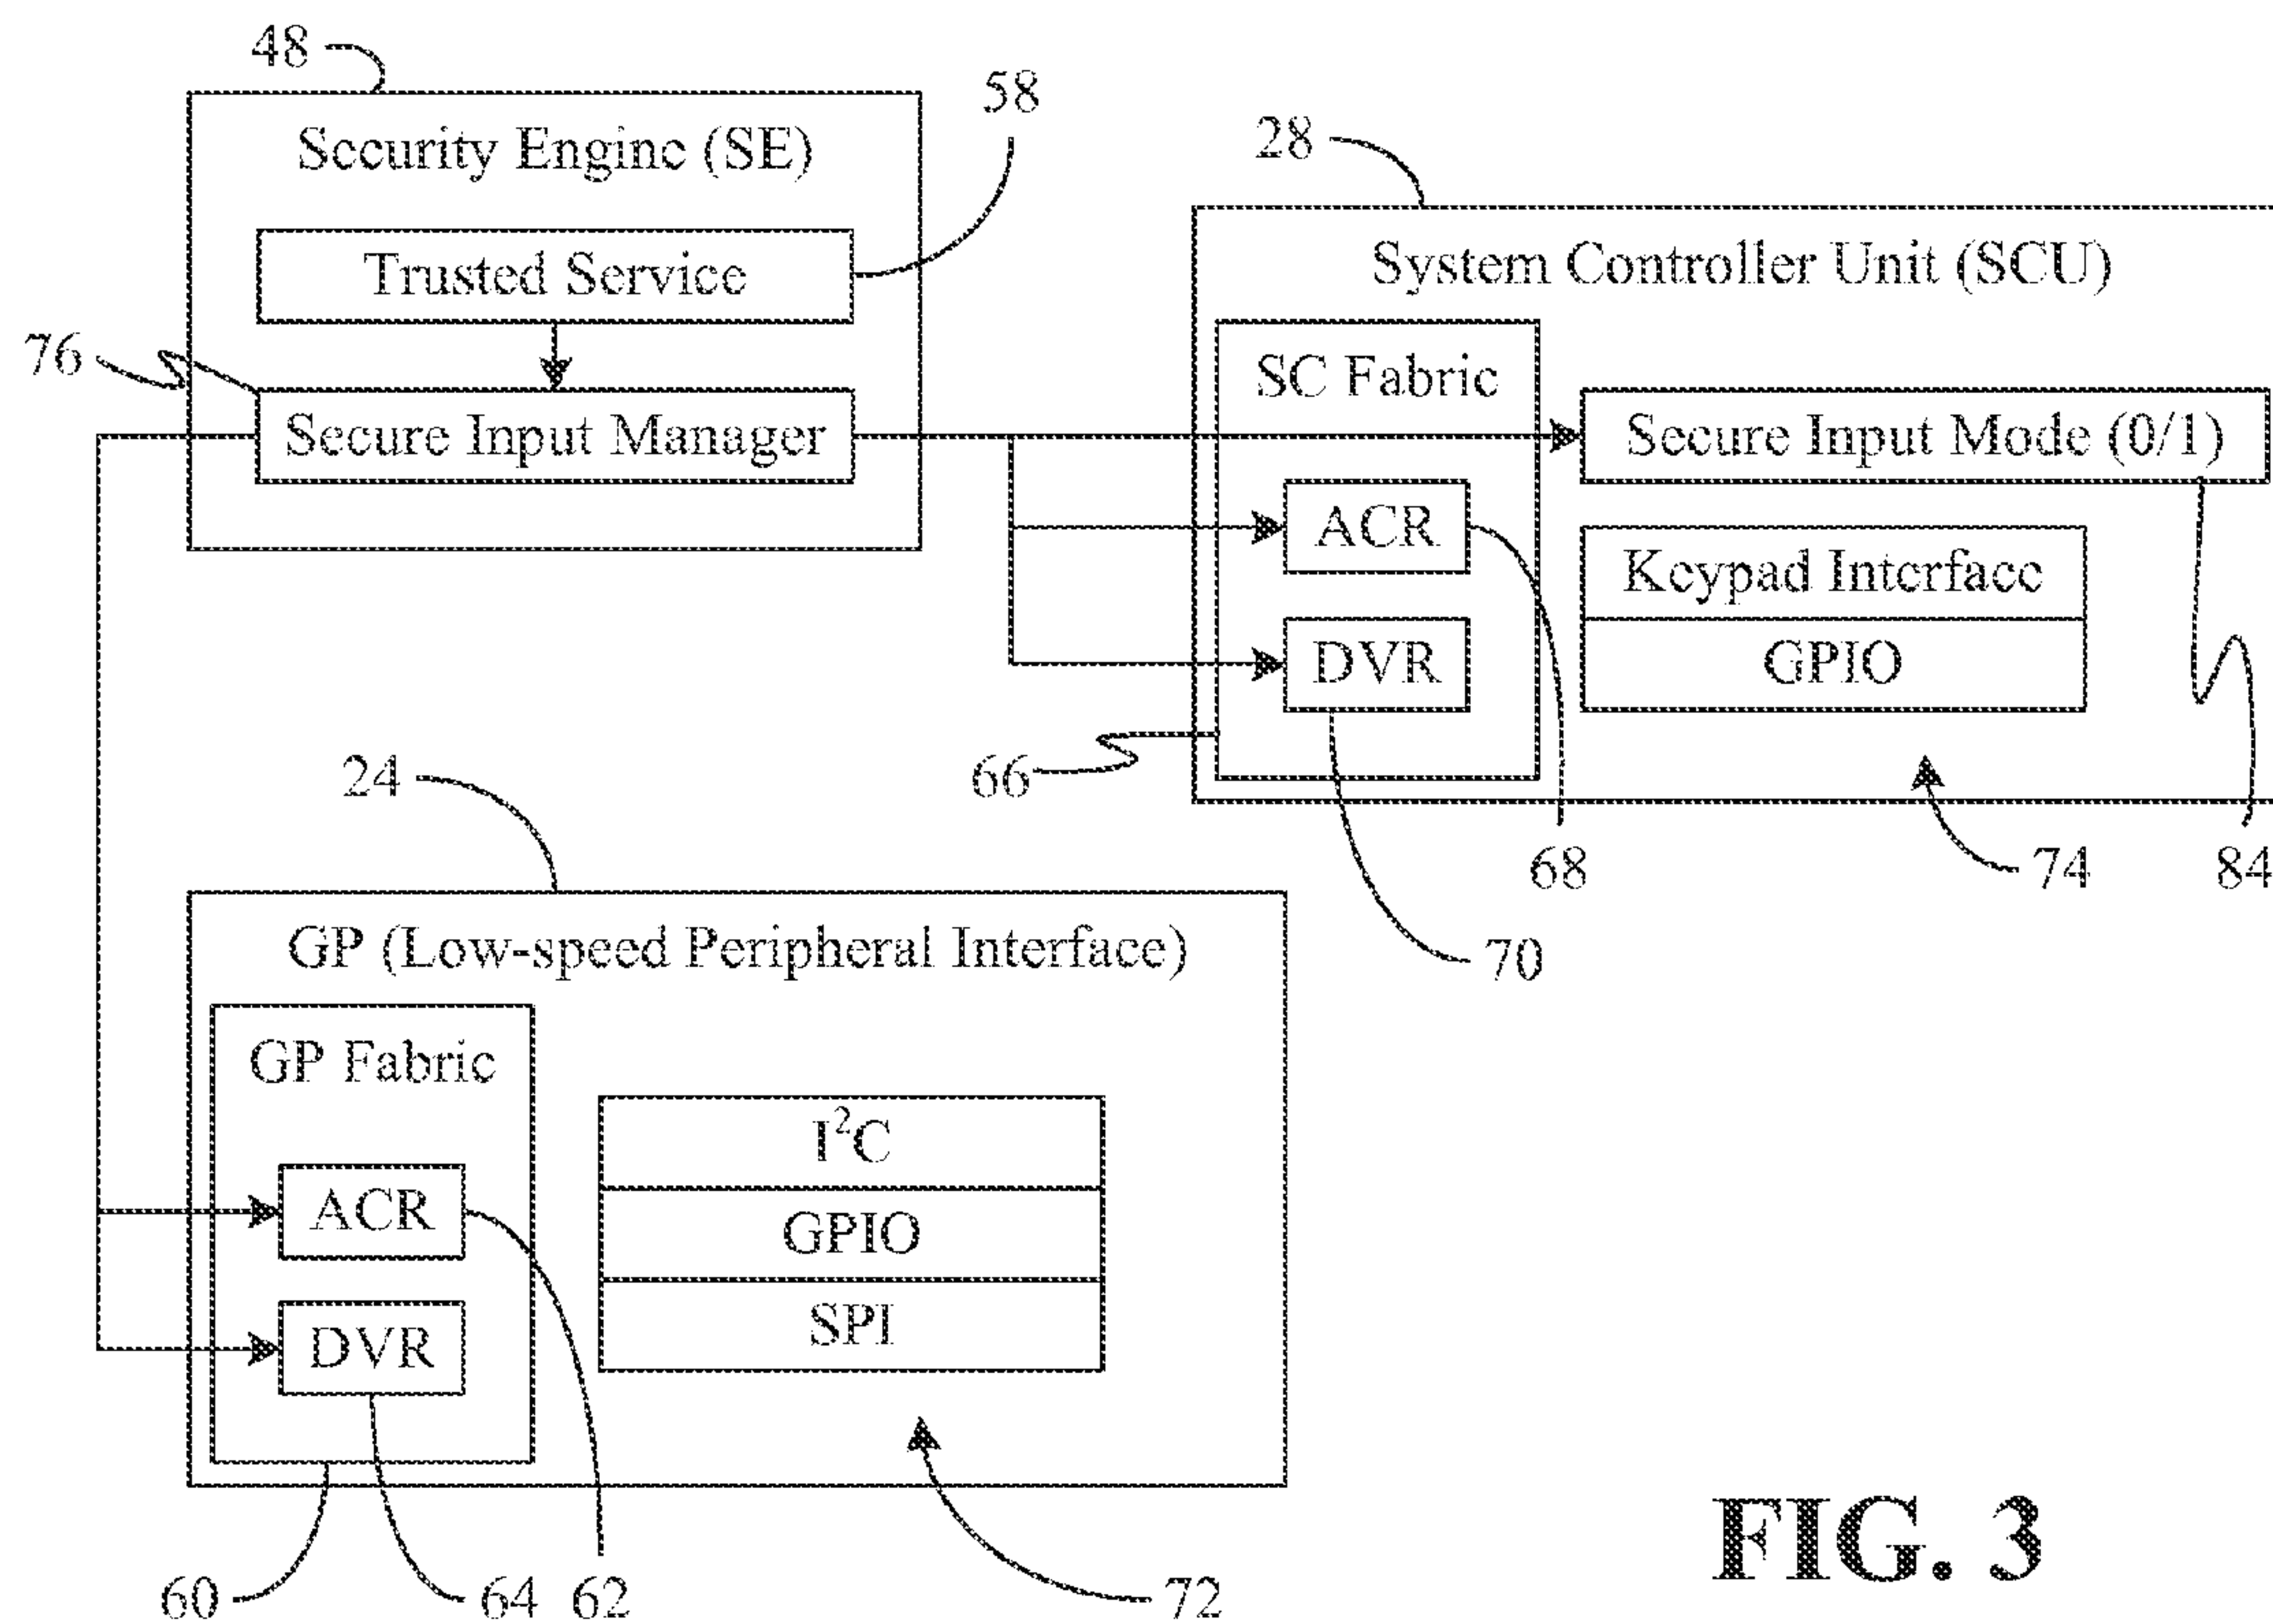 48
58
Security Engine (SE)
28
Trusted Service
System Controller Unit (SCU)
76
SC Fabric
Secure Input Manager
Secure Input Mode (0/1)
ACR
Keypad Interface
DVR
GPIO
66
24
68
74
84
GP (Low-speed Peripheral Interface)
70
GP Fabric
I²C
ACR
GPIO
DVR
SPI
60
64
62
72
FIG. 3